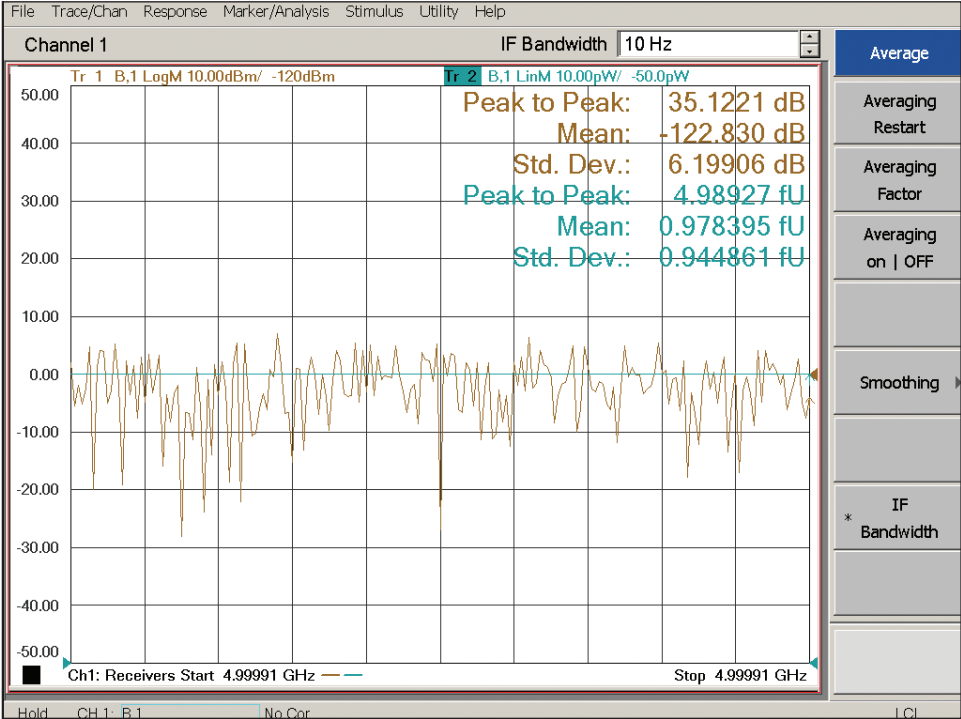 File Trace/Chan Response Marker/Analysis Stimulus Utility Help
Channel 1
IF Bandwidth 10 Hz
Tr 1 B,1 LogM 10.00dBm/ -120dBm
Tr 2 B,1 LinM 10.00pW/ -50.0pW
Peak to Peak: 35.1221 dB
Mean: -122.830 dB
Std. Dev.: 6.19906 dB
Peak to Peak: 4.98927 fU
Mean: 0.978395 fU
Std. Dev.: 0.944861 fU
50.00
40.00
30.00
20.00
10.00
0.00
-10.00
-20.00
-30.00
-40.00
-50.00
Ch1: Receivers Start 4.99991 GHz
Stop 4.99991 GHz
Hold CH 1: B,1 No Cor LCL
Average
Averaging
Restart
Averaging
Factor
Averaging
on | OFF
Smoothing
* IF
Bandwidth